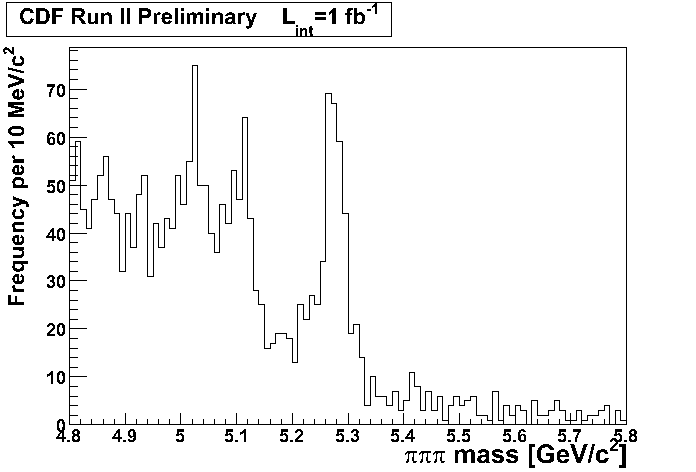 CDF Run II Preliminary L_int=1 fb⁻¹
Frequency per 10 MeV/c²
70
60
50
40
30
20
10
0
4.8 4.9 5 5.1 5.2 5.3 5.4 5.5 5.6 5.7 5.8
πππ mass [GeV/c²]